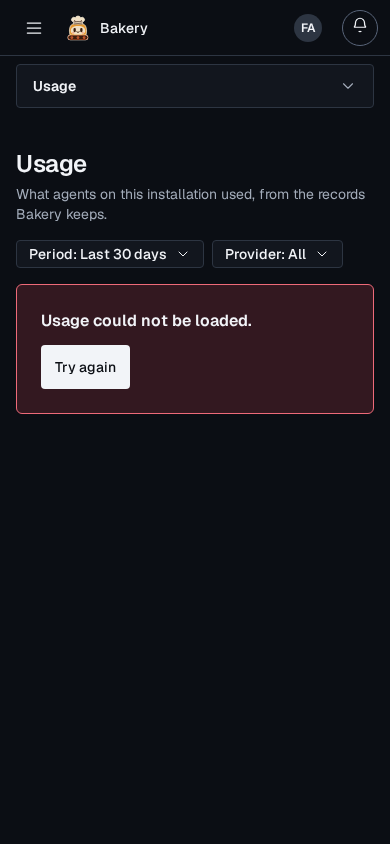 Bakery
FA
Usage
Usage
What agents on this installation used, from the records
Bakery keeps.
Period: Last 30 days
Provider: All
Usage could not be loaded.
Try again